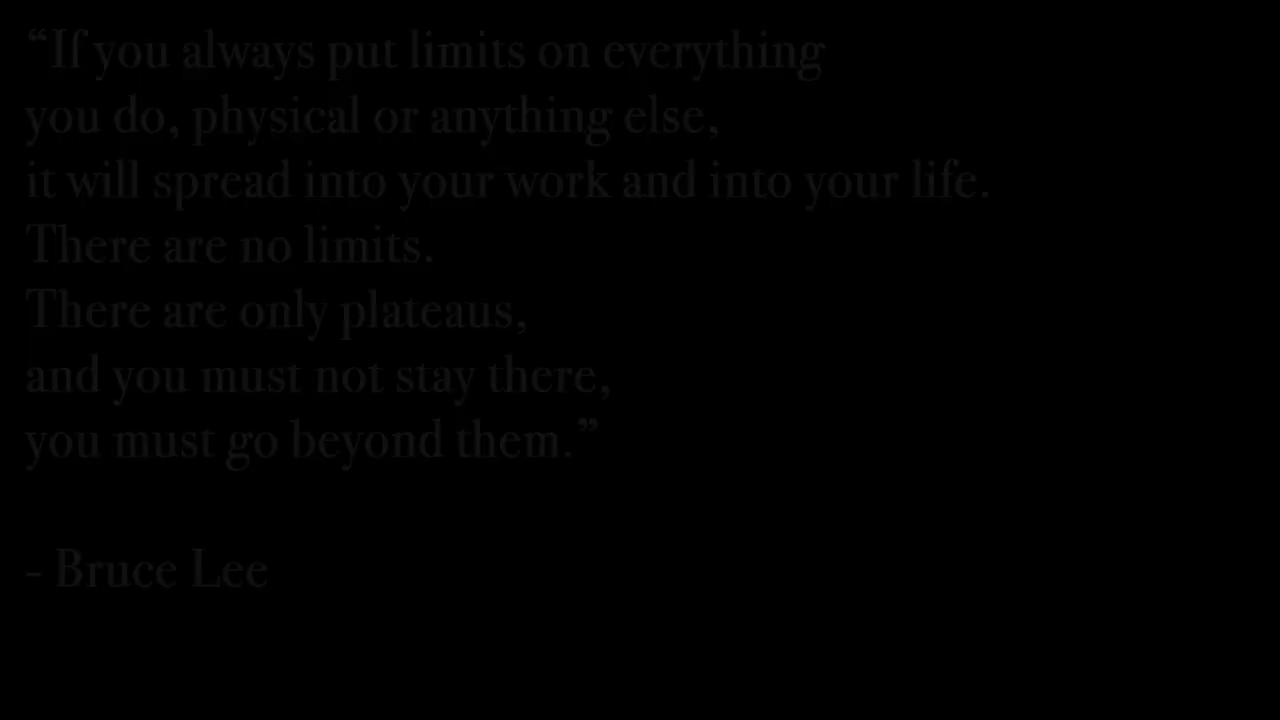 “If you always put limits on everything
you do, physical or anything else,
it will spread into your work and into your life.
There are no limits.
There are only plateaus,
and you must not stay there,
you must go beyond them.”
- Bruce Lee